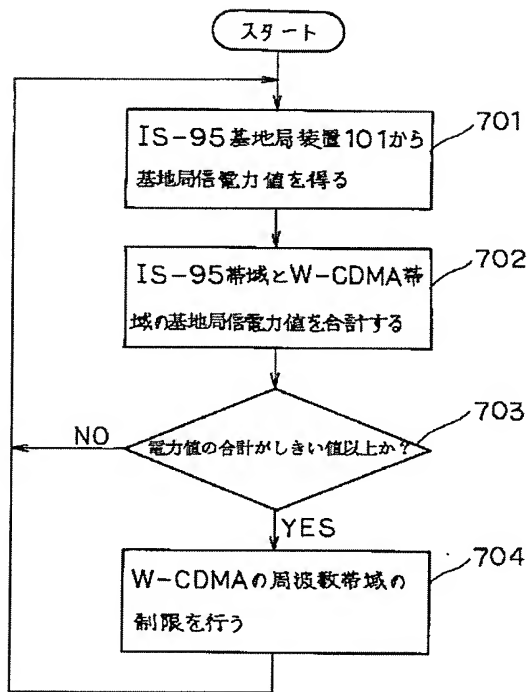 スタート
701
IS-95基地局装置101から
基地局信電力値を得る
702
IS-95帯域とW-CDMA帯
域の基地局信電力値を合計する
703
NO
電力値の合計がしきい値以上か?
YES
704
W-CDMAの周波数帯域の
制限を行う